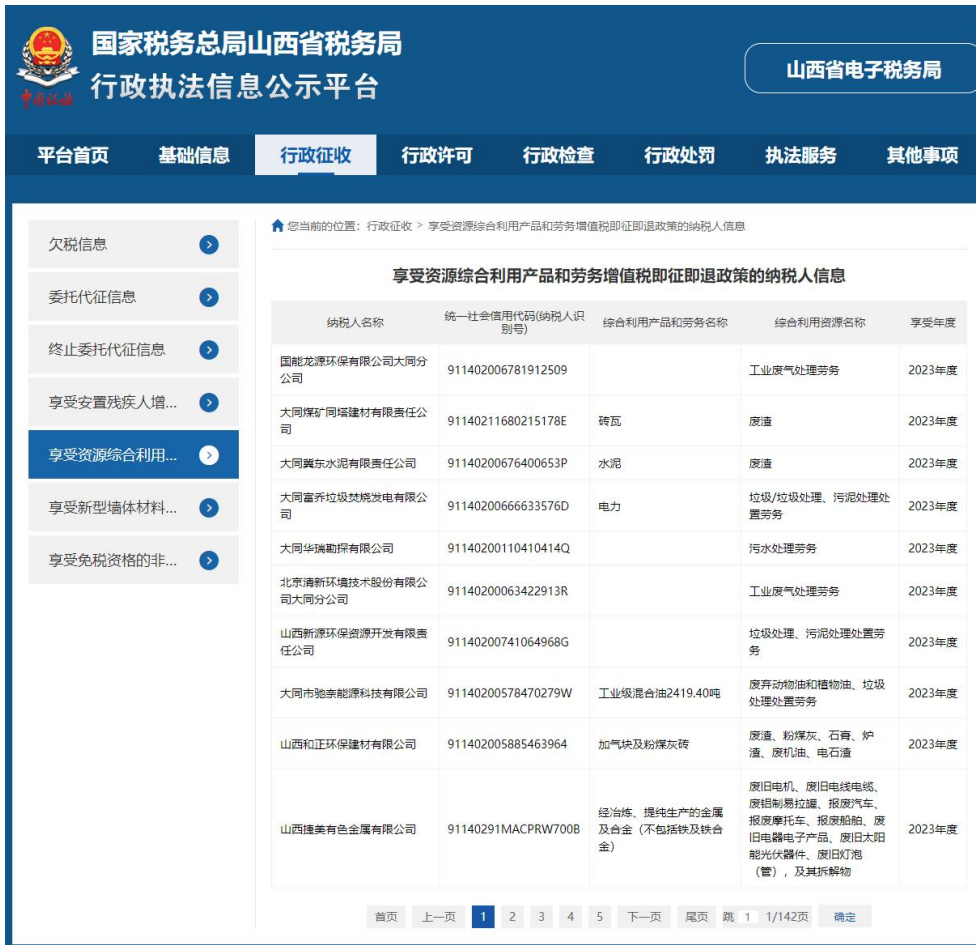 国家税务总局山西省税务局
行政执法信息公示平台
中国税务
山西省电子税务局
平台首页 基础信息 行政征收 行政许可 行政检查 行政处罚 执法服务 其他事项
欠税信息
委托代征信息
终止委托代征信息
享受安置残疾人增...
享受资源综合利用...
享受新型墙体材料...
享受免税资格的非...
您当前的位置：行政征收 > 享受资源综合利用产品和劳务增值税即征即退政策的纳税人信息
享受资源综合利用产品和劳务增值税即征即退政策的纳税人信息
纳税人名称 统一社会信用代码(纳税人识
别号) 综合利用产品和劳务名称 综合利用资源名称 享受年度
国能龙源环保有限公司大同分
公司 911402006781912509 工业废气处理劳务 2023年度
大同煤矿同塔建材有限责任公
司 91140211680215178E 砖瓦 废渣 2023年度
大同冀东水泥有限责任公司 91140200676400653P 水泥 废渣 2023年度
大同富乔垃圾焚烧发电有限公
司 91140200666633576D 电力 垃圾/垃圾处理、污泥处理处
置劳务 2023年度
大同华瑞勘探有限公司 91140200110410414Q 污水处理劳务 2023年度
北京清新环境技术股份有限公
司大同分公司 91140200063422913R 工业废气处理劳务 2023年度
山西新源环保资源开发有限责
任公司 91140200741064968G 垃圾处理、污泥处理处置劳
务 2023年度
大同市驰奈能源科技有限公司 91140200578470279W 工业级混合油2419.40吨 废弃动物油和植物油、垃圾
处理处置劳务 2023年度
山西和正环保建材有限公司 911402005885463964 加气块及粉煤灰砖 废渣、粉煤灰、石膏、炉
渣、废机油、电石渣 2023年度
山西捷美有色金属有限公司 91140291MACPRW700B 经冶炼、提纯生产的金属
及合金（不包括铁及铁合
金） 废旧电机、废旧电线电缆、
废铝制易拉罐、报废汽车、
报废摩托车、报废船舶、废
旧电器电子产品、废旧太阳
能光伏器件、废旧灯泡
（管），及其拆解物 2023年度
首页 上一页 1 2 3 4 5 下一页 尾页 跳 1 1/142页 确定